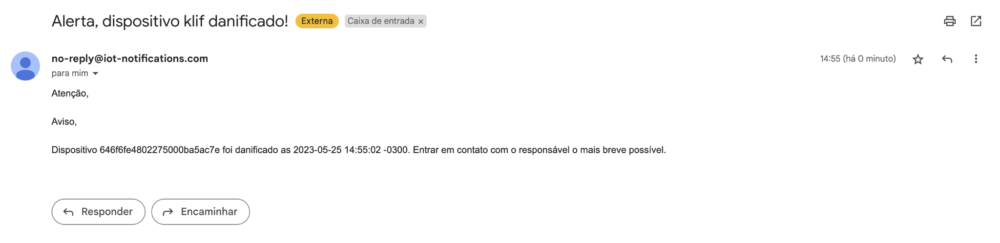 Alerta, dispositivo klif danificado! Externa Caixa de entrada ×
no-reply@iot-notifications.com 14:55 (há 0 minuto)
para mim
Atenção,
Aviso,
Dispositivo 646f6fe4802275000ba5ac7e foi danificado as 2023-05-25 14:55:02 -0300. Entrar em contato com o responsável o mais breve possível.
Responder Encaminhar